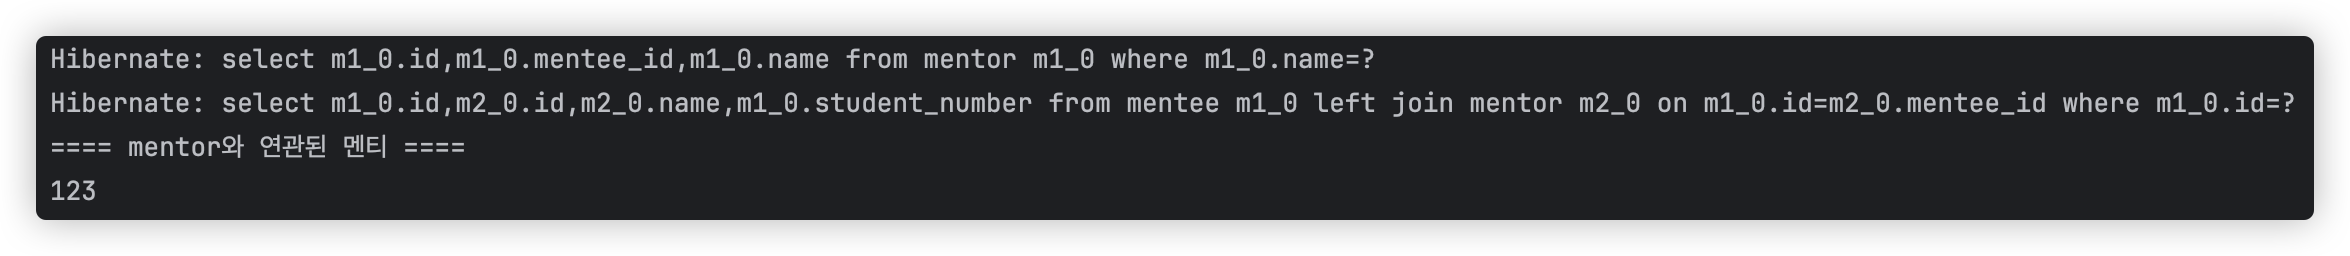 Hibernate: select m1_0.id,m1_0.mentee_id,m1_0.name from mentor m1_0 where m1_0.name=?
Hibernate: select m1_0.id,m2_0.id,m2_0.name,m1_0.student_number from mentee m1_0 left join mentor m2_0 on m1_0.id=m2_0.mentee_id where m1_0.id=?
==== mentor와 연관된 멘티 ====
123